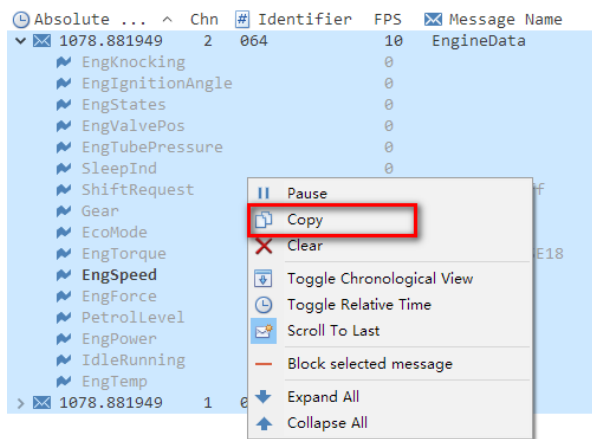 Absolute ... Chn # Identifier FPS Message Name
1078.881949 2 064 10 EngineData
EngKnocking 0
EngIgnitionAngle 0
EngStates 0
EngValvePos 0
EngTubePressure 0
SleepInd 0
ShiftRequest
Gear
EcoMode
EngTorque E18
EngSpeed
EngForce
PetrolLevel
EngPower
IdleRunning
EngTemp
1078.881949 1
Pause
Copy
Clear
Toggle Chronological View
Toggle Relative Time
Scroll To Last
Block selected message
Expand All
Collapse All